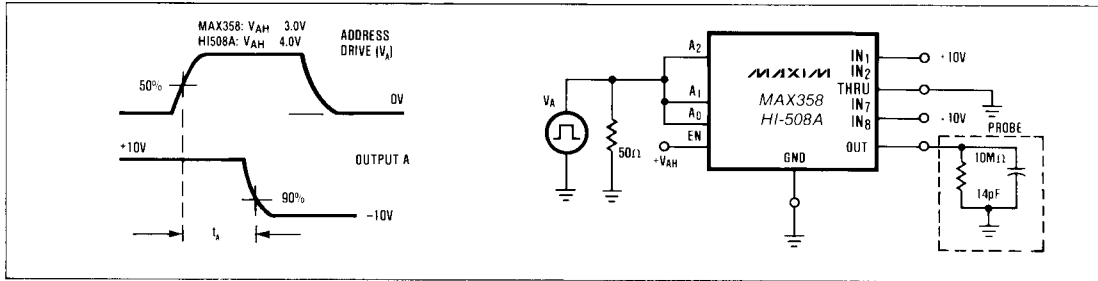 MAX358: VAH 3.0V
HI508A: VAH 4.0V
ADDRESS
DRIVE (VA)
50%
0V
+10V
OUTPUT A
90%
−10V
tA
VA
50Ω
+VAH
A2
A1
A0
EN
MAXIM
MAX358
HI-508A
GND
IN1
IN2
THRU
IN7
IN8
OUT
+10V
-10V
PROBE
10MΩ
14pF